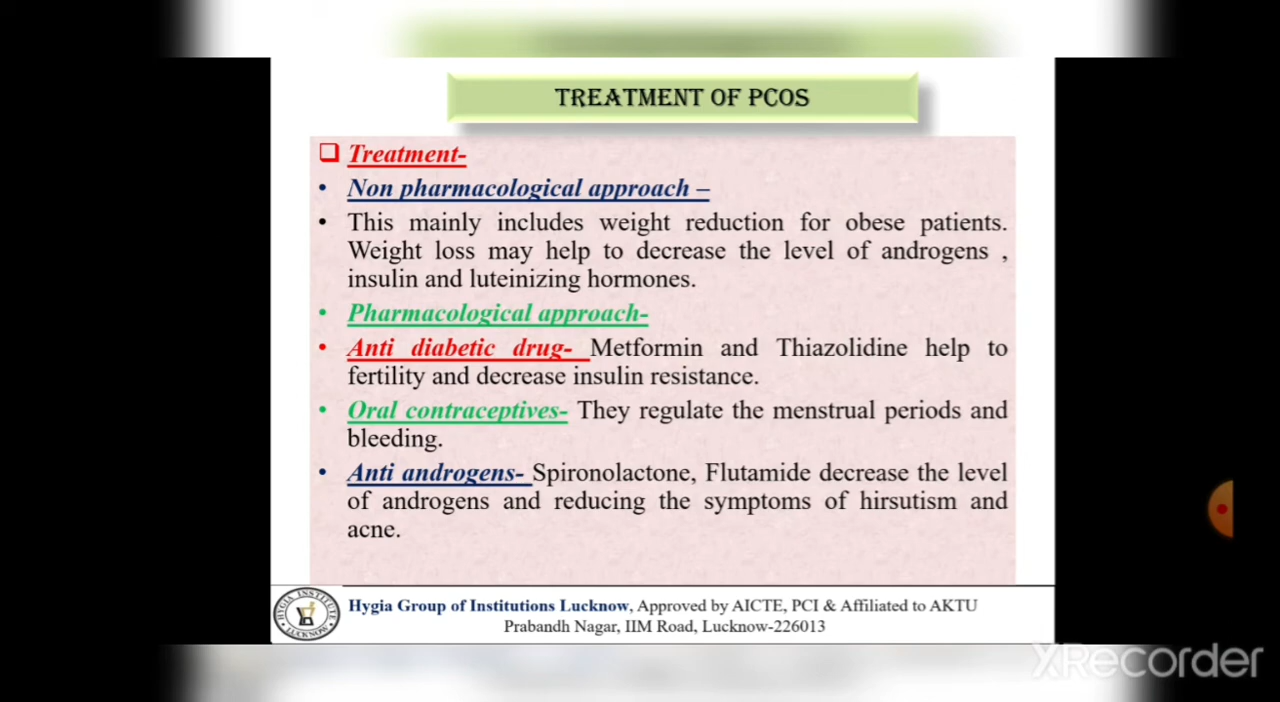 TREATMENT OF PCOS
❑ Treatment-
• Non pharmacological approach –
• This mainly includes weight reduction for obese patients.
Weight loss may help to decrease the level of androgens ,
insulin and luteinizing hormones.
• Pharmacological approach-
• Anti diabetic drug- Metformin and Thiazolidine help to
fertility and decrease insulin resistance.
• Oral contraceptives- They regulate the menstrual periods and
bleeding.
• Anti androgens- Spironolactone, Flutamide decrease the level
of androgens and reducing the symptoms of hirsutism and
acne.
HYGIA INSTITUTE
LUCKNOW
Hygia Group of Institutions Lucknow, Approved by AICTE, PCI & Affiliated to AKTU
Prabandh Nagar, IIM Road, Lucknow-226013
XRecorder